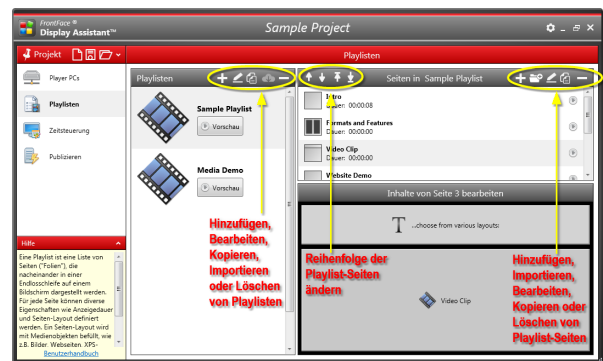 FrontFace ®
Display Assistant™
Sample Project
Projekt
Playlisten
Player PCs
Playlisten
Zeitsteuerung
Publizieren
Hilfe
Eine Playlist ist eine Liste von
Seiten ("Folien"), die
nacheinander in einer
Endlosschleife auf einem
Bildschirm dargestellt werden.
Für jede Seite können diverse
Eigenschaften wie Anzeigedauer
und Seiten-Layout definiert
werden. Ein Seiten-Layout wird
mit Medienobjekten befüllt, wie
z.B. Bilder, Webseiten, XPS-
Benutzerhandbuch
Playlisten
Sample Playlist
Vorschau
Media Demo
Vorschau
Hinzufügen,
Bearbeiten,
Kopieren,
Importieren
oder Löschen
von Playlisten
Seiten in Sample Playlist
Intro
Dauer: 00:00:08
Formats and Features
Dauer: 00:00:00
Video Clip
Dauer: 00:00:00
Website Demo
Inhalte von Seite 3 bearbeiten
T ...choose from various layouts:
Video Clip
Reihenfolge der
Playlist-Seiten
ändern
Hinzufügen,
Importieren,
Bearbeiten,
Kopieren oder
Löschen von
Playlist-Seiten